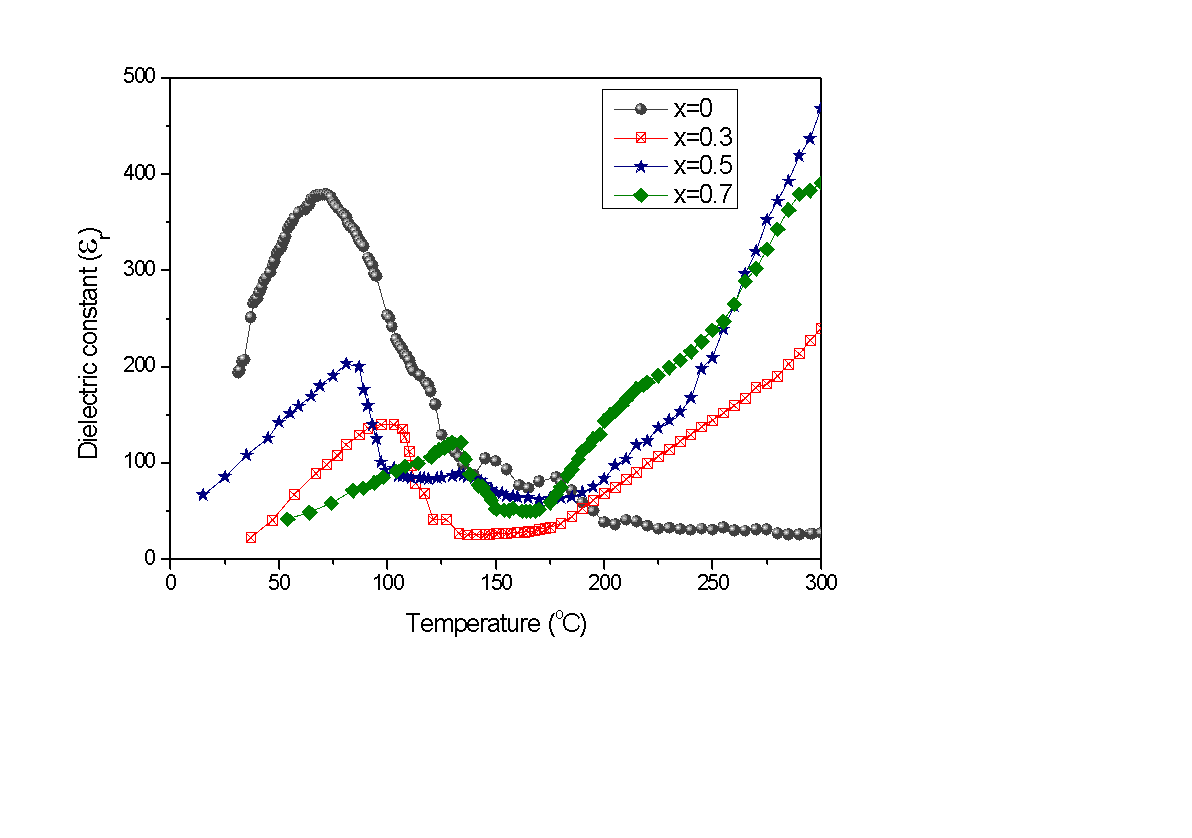 500
400
300
200
100
0
Dielectric constant (εr)
x=0
x=0.3
x=0.5
x=0.7
0 50 100 150 200 250 300
Temperature (°C)